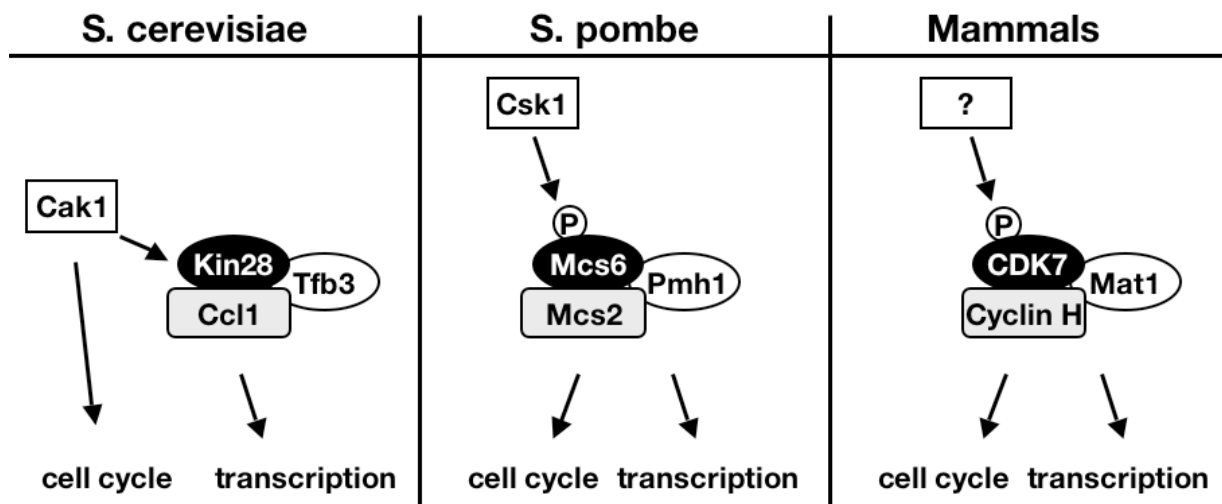 S. cerevisiae
Cak1
Kin28
Tfb3
Ccl1
cell cycle
transcription
S. pombe
Csk1
P
Mcs6
Pmh1
Mcs2
cell cycle
transcription
Mammals
?
P
CDK7
Mat1
Cyclin H
cell cycle
transcription